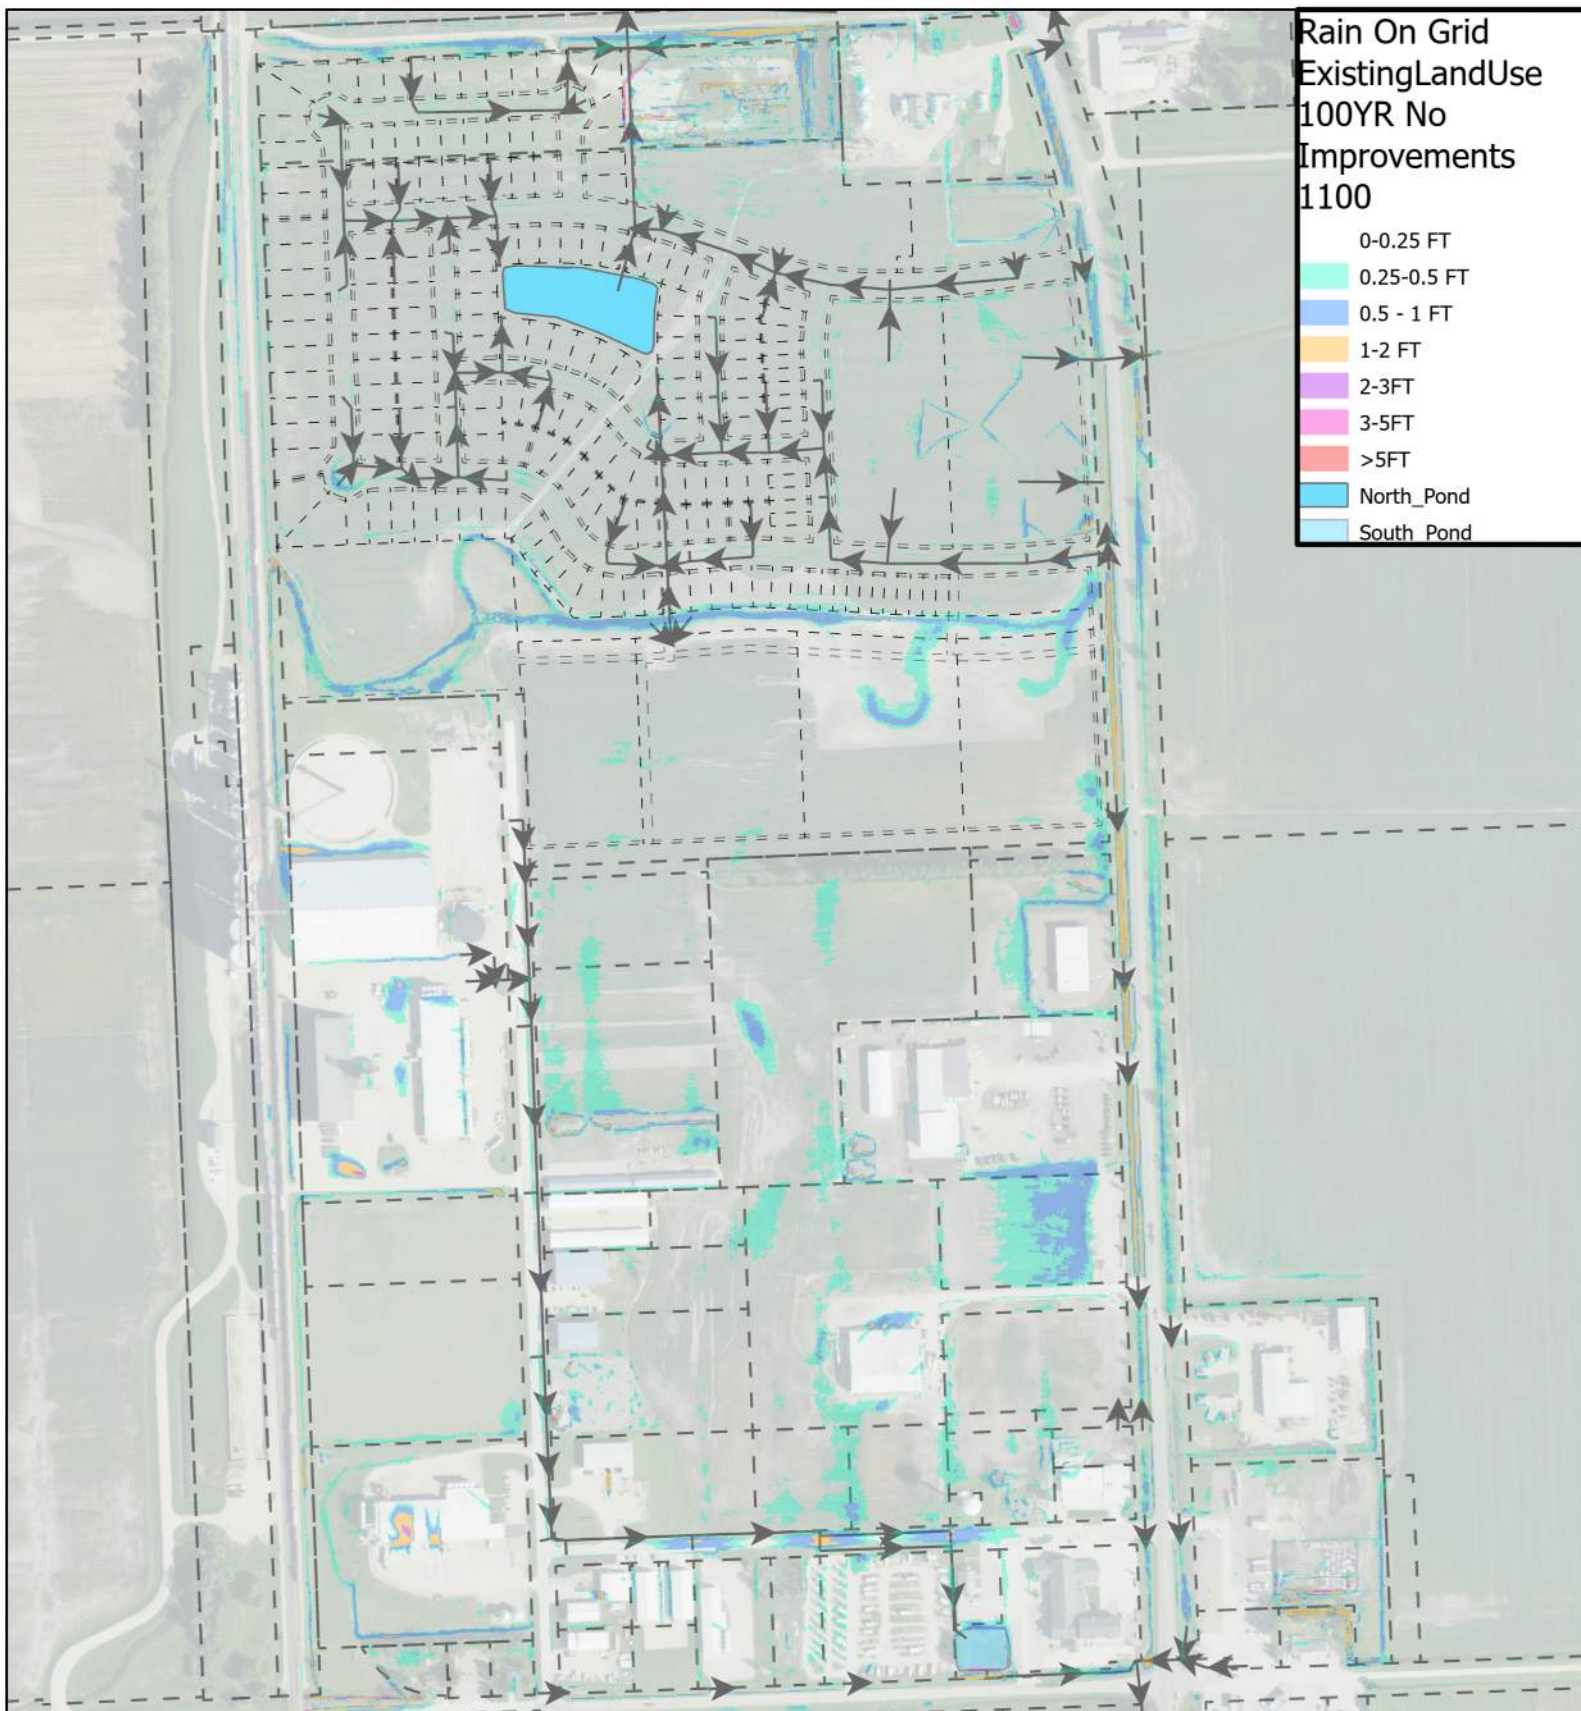 Rain On Grid
ExistingLandUse
100YR No
Improvements
1100
0-0.25 FT
0.25-0.5 FT
0.5 - 1 FT
1-2 FT
2-3FT
3-5FT
>5FT
North_Pond
South_Pond